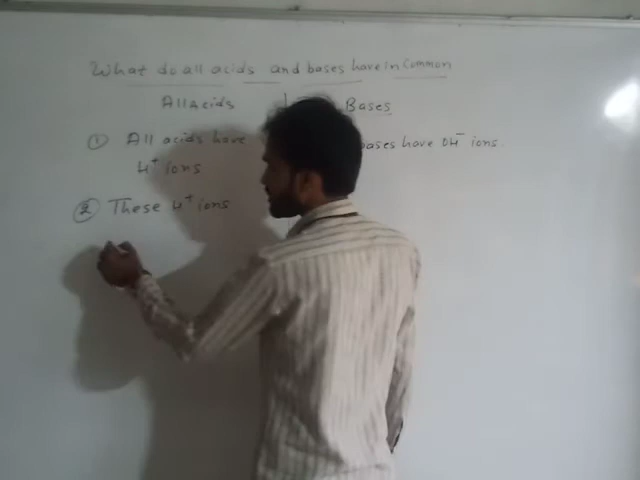 What do all acids and bases have in Common
All Acids Bases
① All acids have bases have OH⁻ ions.
H⁺ ions
② These H⁺ ions